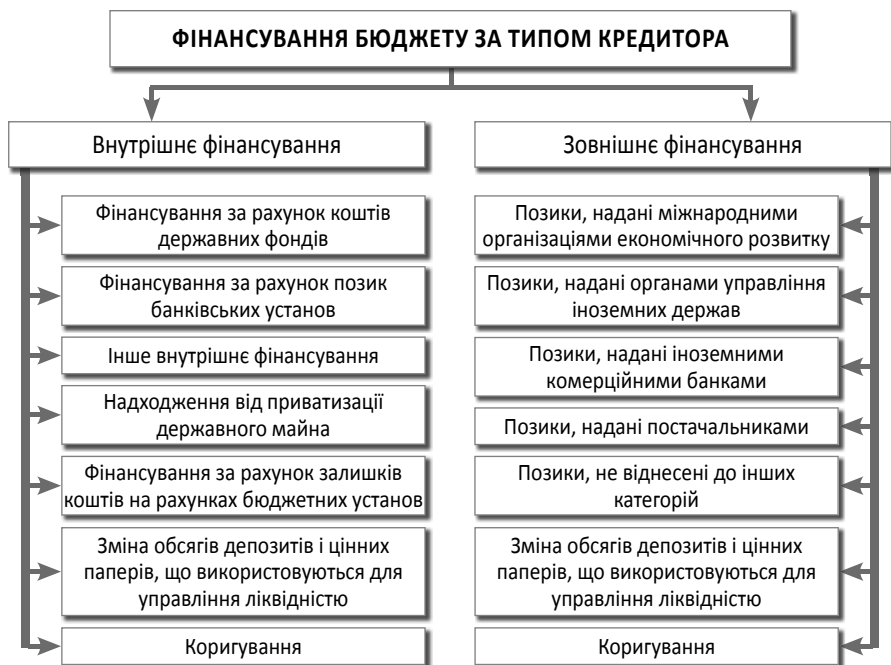 ФІНАНСУВАННЯ БЮДЖЕТУ ЗА ТИПОМ КРЕДИТОРА
Внутрішнє фінансування
Фінансування за рахунок коштів
державних фондів
Фінансування за рахунок позик
банківських установ
Інше внутрішнє фінансування
Надходження від приватизації
державного майна
Фінансування за рахунок залишків
коштів на рахунках бюджетних установ
Зміна обсягів депозитів і цінних
паперів, що використовуються для
управління ліквідністю
Коригування
Зовнішнє фінансування
Позики, надані міжнародними
організаціями економічного розвитку
Позики, надані органами управління
іноземних держав
Позики, надані іноземними
комерційними банками
Позики, надані постачальниками
Позики, не віднесені до інших
категорій
Зміна обсягів депозитів і цінних
паперів, що використовуються для
управління ліквідністю
Коригування